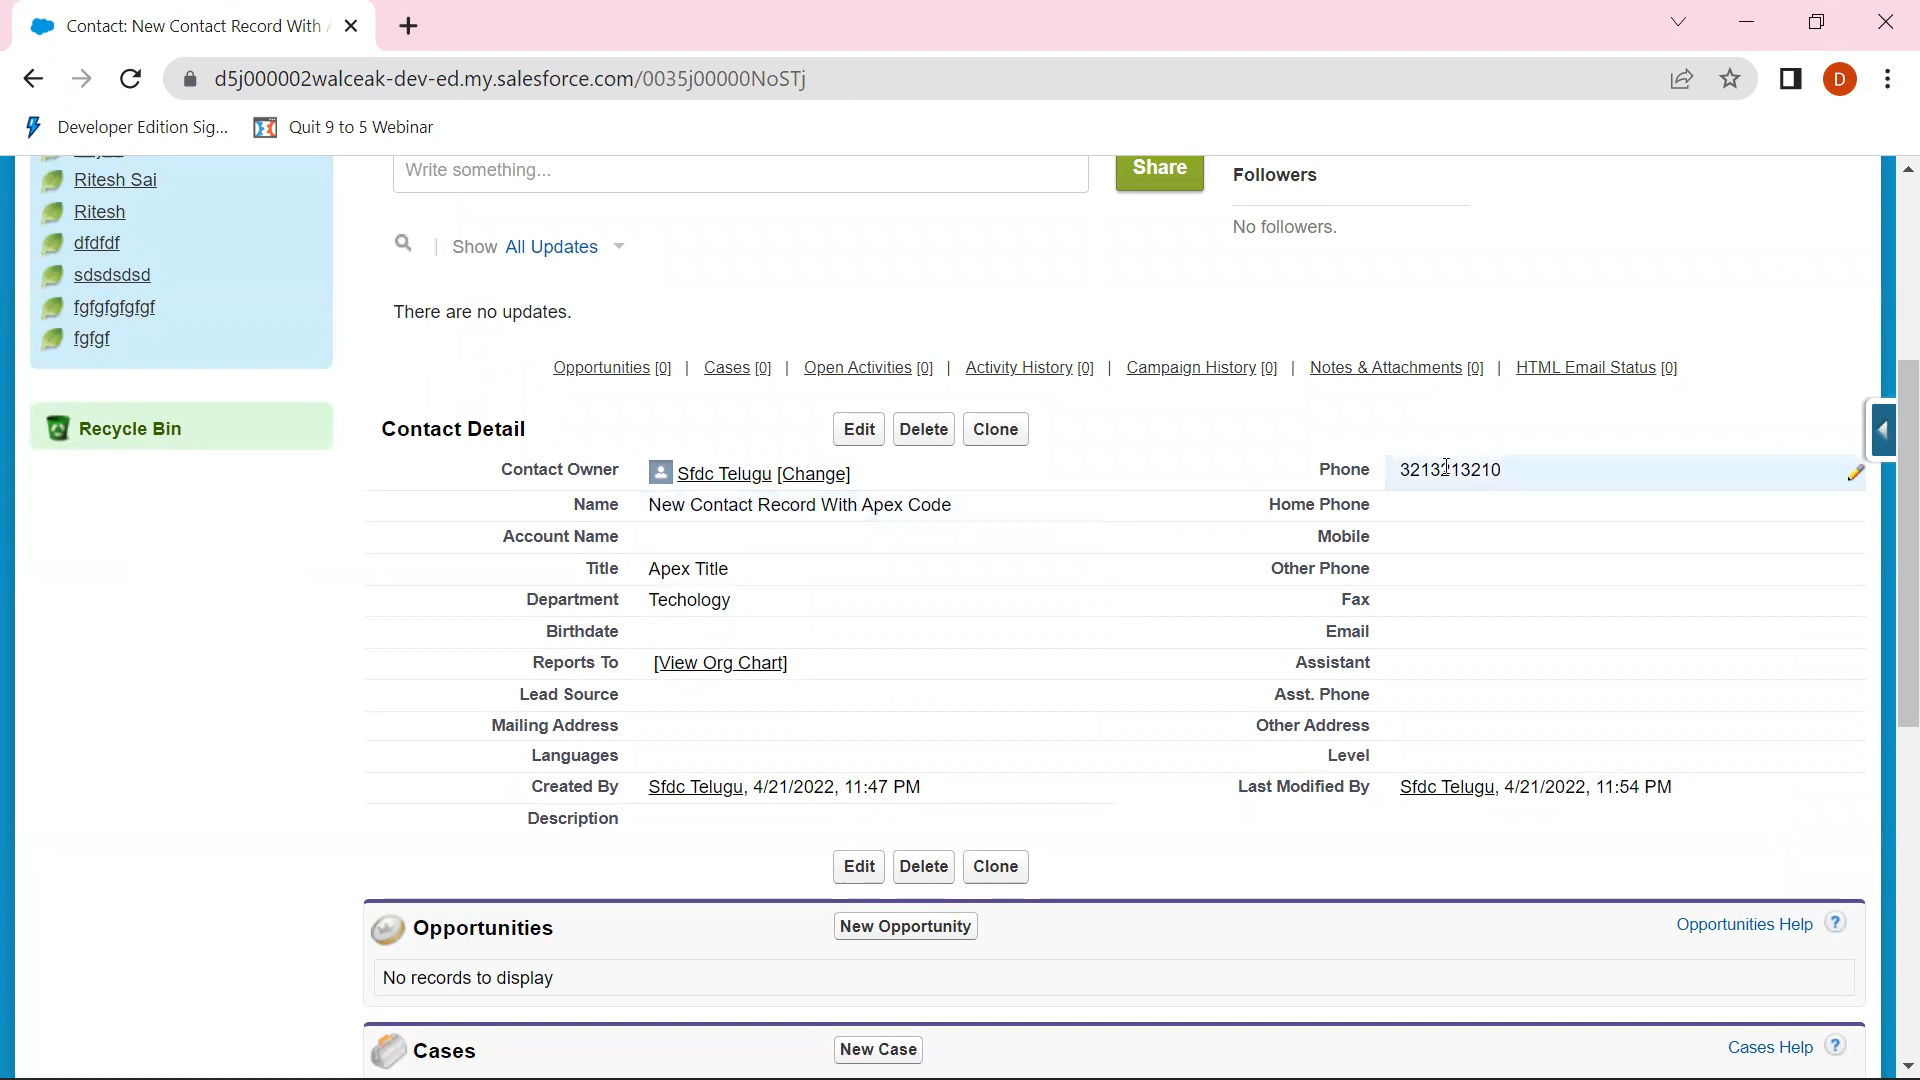 Contact: New Contact Record With A
d5j000002walceak-dev-ed.my.salesforce.com/0035j00000NoSTj
D
Developer Edition Sig...
Quit 9 to 5 Webinar
Ritesh Sai
Ritesh
dfdfdf
sdsdsdsd
fgfgfgfgfgf
fgfgf
Recycle Bin
Write something...
Share
Followers
No followers.
Show All Updates
There are no updates.
Opportunities [0] | Cases [0] | Open Activities [0] | Activity History [0] | Campaign History [0] | Notes & Attachments [0] | HTML Email Status [0]
Contact Detail
Edit Delete Clone
Contact Owner Sfdc Telugu [Change]
Phone 3213213210
Name New Contact Record With Apex Code
Home Phone
Account Name
Mobile
Title Apex Title
Other Phone
Department Techology
Fax
Birthdate
Email
Reports To [View Org Chart]
Assistant
Lead Source
Asst. Phone
Mailing Address
Other Address
Languages
Level
Created By Sfdc Telugu, 4/21/2022, 11:47 PM
Last Modified By Sfdc Telugu, 4/21/2022, 11:54 PM
Description
Edit Delete Clone
Opportunities
New Opportunity
Opportunities Help ?
No records to display
Cases
New Case
Cases Help ?